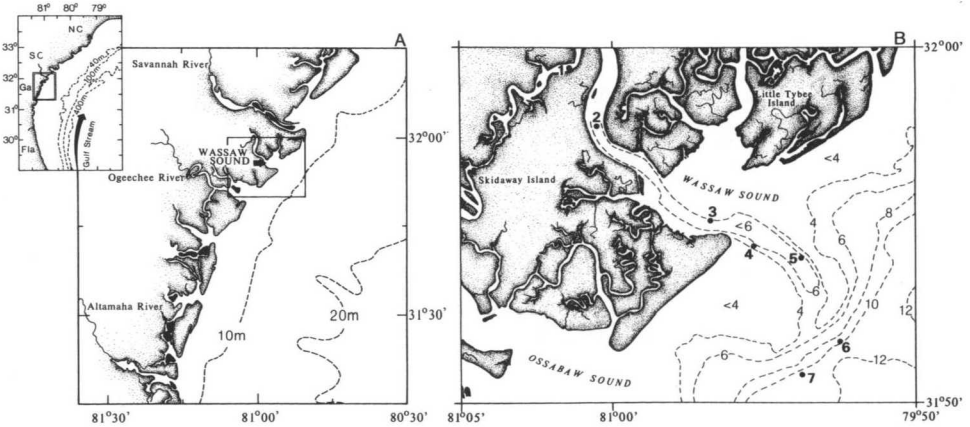 81° 80° 79°
NC
33°
SC
32°
Ga
31°
30°
Fla
40m
100m
Gulf Stream
A
Savannah River
32°00'
WASSAW
SOUND
Ogeechee River
Altamaha River
31°30'
10m
20m
81°30' 81°00' 80°30'
B
32°00'
Little Tybee
Island
2
<4
WASSAW SOUND
Skidaway Island
8
3
<6
4
6
4
5
6
10
<4
4
12
6
6
12
7
OSSABAW SOUND
31°50'
81°05' 81°00' 79°50'